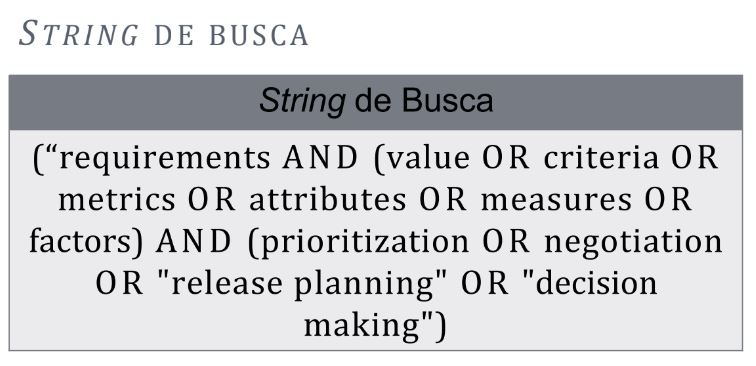 STRING DE BUSCA
String de Busca
(“requirements AND (value OR criteria OR
metrics OR attributes OR measures OR
factors) AND (prioritization OR negotiation
OR "release planning" OR "decision
making")